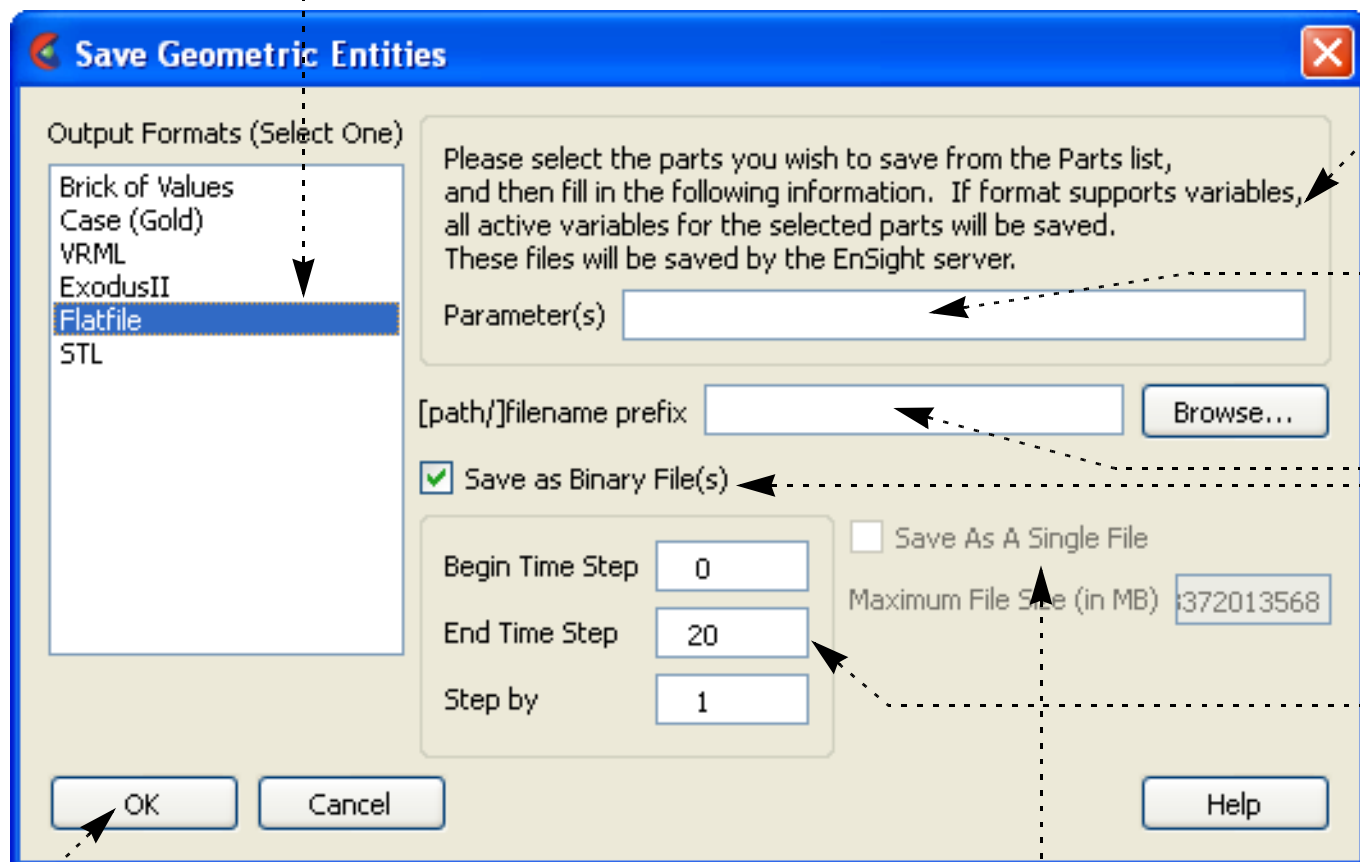 Save Geometric Entities
Output Formats (Select One)
Brick of Values
Case (Gold)
VRML
ExodusII
Flatfile
STL
Please select the parts you wish to save from the Parts list,
and then fill in the following information. If format supports variables,
all active variables for the selected parts will be saved.
These files will be saved by the EnSight server.
Parameter(s)
[path/]filename prefix
Browse...
Save as Binary File(s)
Begin Time Step 0
End Time Step 20
Step by 1
Save As A Single File
Maximum File Size (in MB) 372013568
OK
Cancel
Help